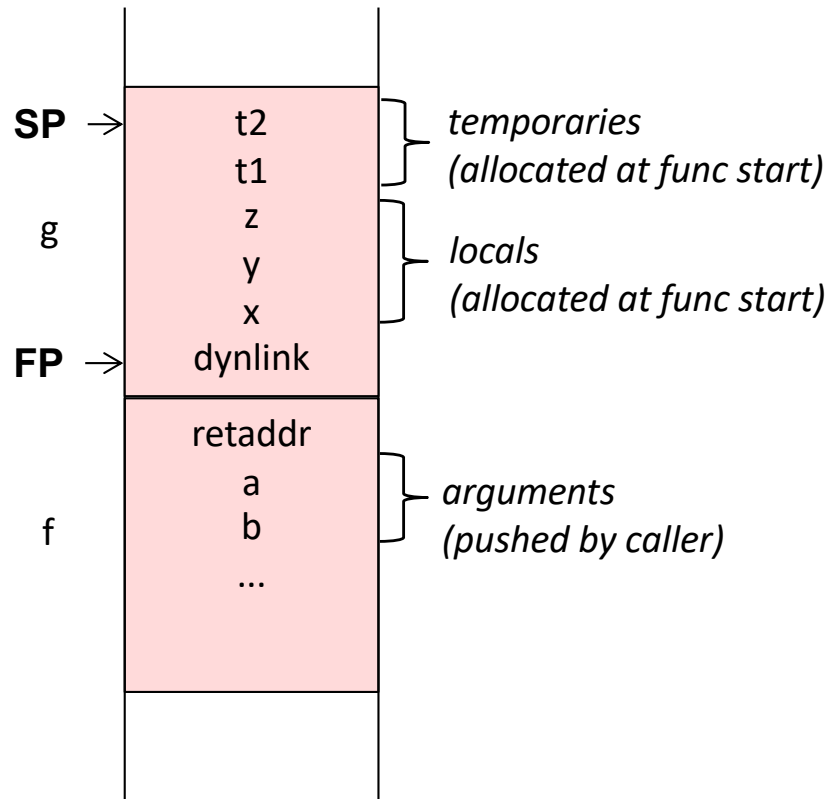 SP
t2
temporaries
t1
(allocated at func start)
g
z
y
locals
(allocated at func start)
x
FP
dynlink
retaddr
a
arguments
f
b
(pushed by caller)
...